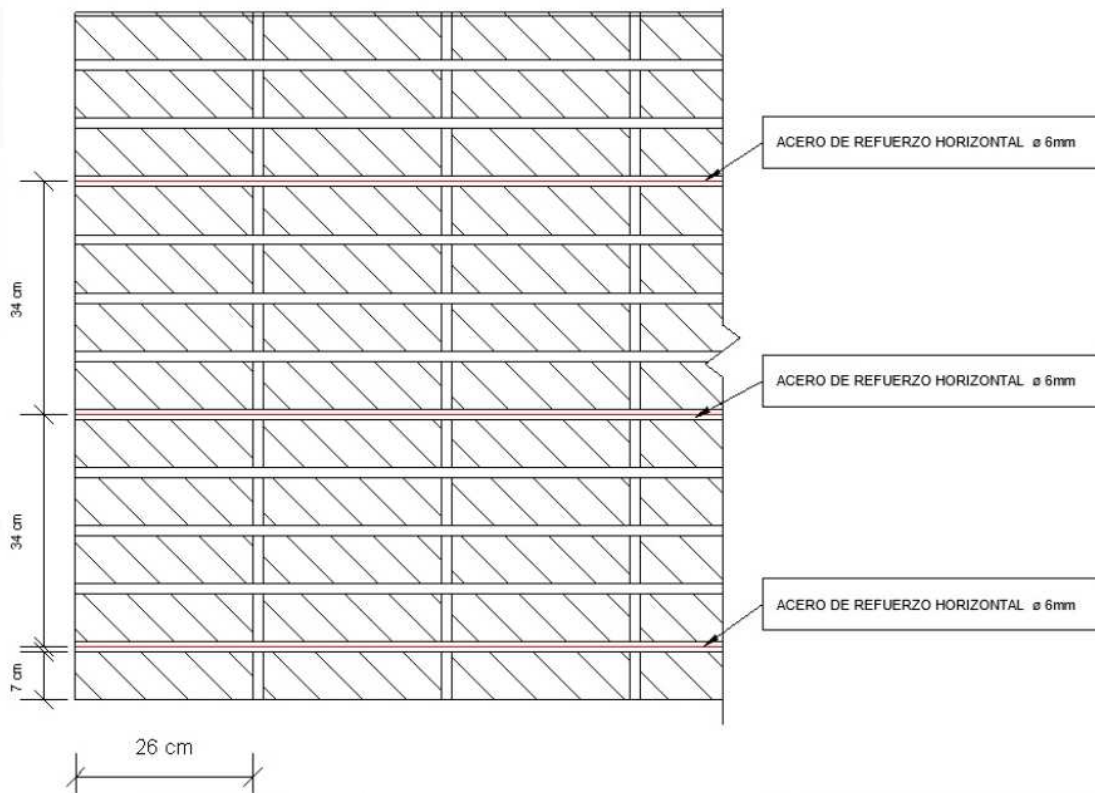 ACERO DE REFUERZO HORIZONTAL ø 6mm
34 cm
ACERO DE REFUERZO HORIZONTAL ø 6mm
34 cm
ACERO DE REFUERZO HORIZONTAL ø 6mm
7 cm
26 cm